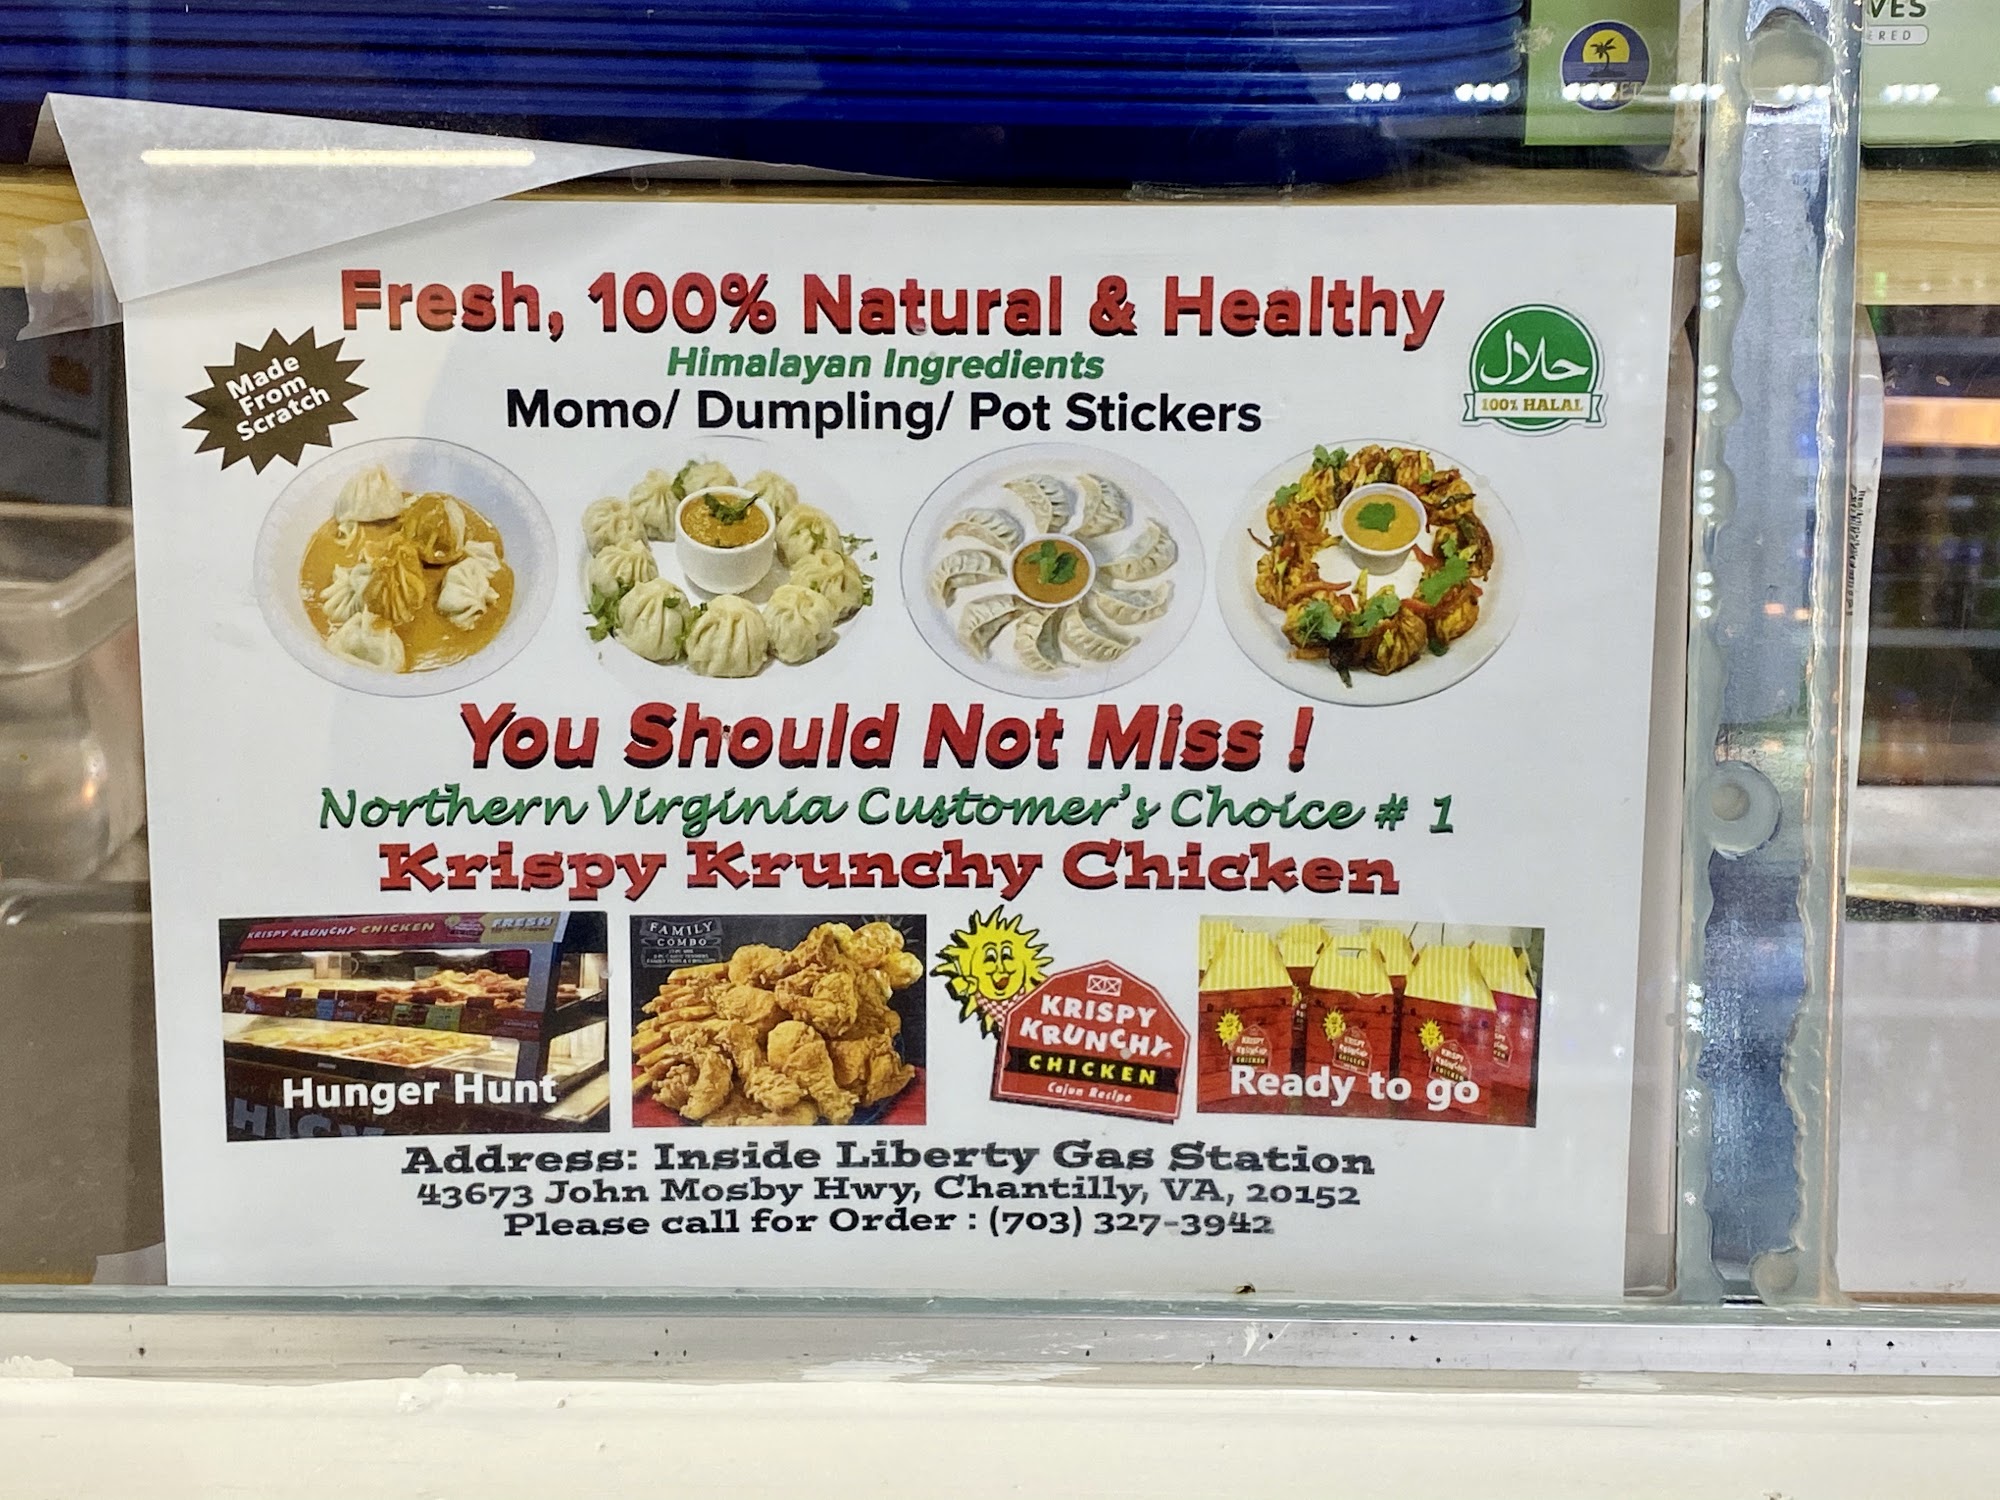 VES
ERED
Fresh, 100% Natural & Healthy
Himalayan Ingredients
Momo/ Dumpling/ Pot Stickers
Made
From
Scratch
حلال
100% HALAL
You Should Not Miss !
Northern Virginia Customer's Choice # 1
Krispy Krunchy Chicken
KRISPY KRUNCHY CHICKEN
FRESH
Hunger Hunt
FAMILY
COMBO
KRISPY
KRUNCHY
CHICKEN
Cajun Recipe
Ready to go
Address: Inside Liberty Gas Station
43673 John Mosby Hwy, Chantilly, VA, 20152
Please call for Order : (703) 327-3942